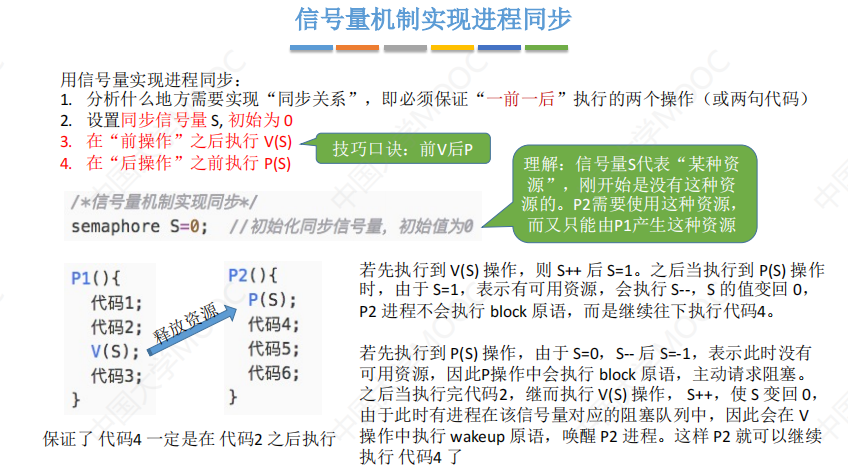 信号量机制实现进程同步
用信号量实现进程同步：
1. 分析什么地方需要实现“同步关系”，即必须保证“一前一后”执行的两个操作（或两句代码）
2. 设置同步信号量 S, 初始为 0
3. 在“前操作”之后执行 V(S)
4. 在“后操作”之前执行 P(S)
技巧口诀：前V后P
理解：信号量S代表“某种资
源”，刚开始是没有这种资
源的。P2需要使用这种资源，
而又只能由P1产生这种资源
/*信号量机制实现同步*/
semaphore S=0; //初始化同步信号量，初始值为0
P1(){
代码1;
代码2;
V(S);
代码3;
}
释放资源
P2(){
P(S);
代码4;
代码5;
代码6;
}
保证了 代码4 一定是在 代码2 之后执行
若先执行到 V(S) 操作，则 S++ 后 S=1。之后当执行到 P(S) 操作
时，由于 S=1，表示有可用资源，会执行 S--，S 的值变回 0，
P2 进程不会执行 block 原语，而是继续往下执行代码4。
若先执行到 P(S) 操作，由于 S=0，S-- 后 S=-1，表示此时没有
可用资源，因此P操作中会执行 block 原语，主动请求阻塞。
之后当执行完代码2，继而执行 V(S) 操作， S++，使 S 变回 0，
由于此时有进程在该信号量对应的阻塞队列中，因此会在 V
操作中执行 wakeup 原语，唤醒 P2 进程。这样 P2 就可以继续
执行 代码4 了
中国大学MOOC